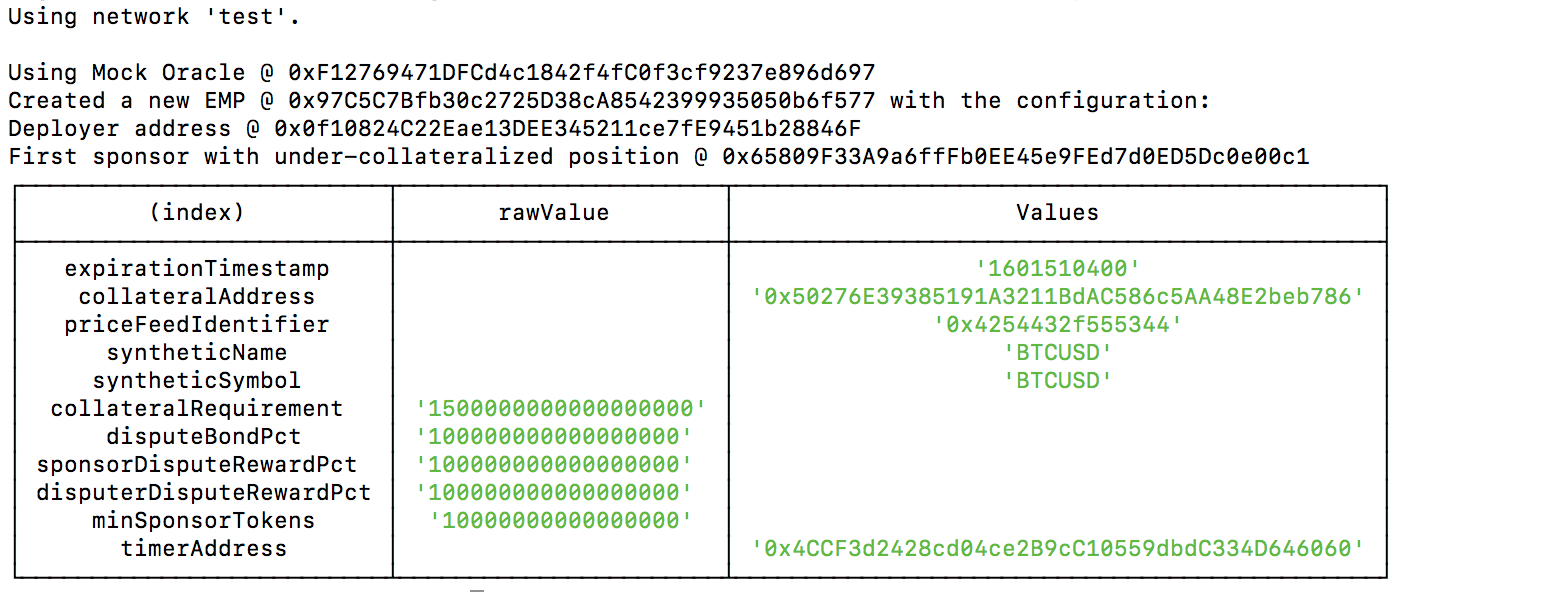 Using network 'test'.
Using Mock Oracle @ 0xF12769471DFCd4c1842f4fC0f3cf9237e896d697
Created a new EMP @ 0x97C5C7Bfb30c2725D38cA8542399935050b6f577 with the configuration:
Deployer address @ 0x0f10824C22Eae13DEE345211ce7fE9451b28846F
First sponsor with under-collateralized position @ 0x65809F33A9a6ffFb0EE45e9FEd7d0ED5Dc0e00c1
(index) rawValue Values
expirationTimestamp '1601510400'
collateralAddress '0x50276E39385191A3211BdAC586c5AA48E2beb786'
priceFeedIdentifier '0x4254432f555344'
syntheticName 'BTCUSD'
syntheticSymbol 'BTCUSD'
collateralRequirement '1500000000000000000'
disputeBondPct '100000000000000000'
sponsorDisputeRewardPct '100000000000000000'
disputerDisputeRewardPct '100000000000000000'
minSponsorTokens '10000000000000000'
timerAddress '0x4CCF3d2428cd04ce2B9cC10559dbdC334D646060'